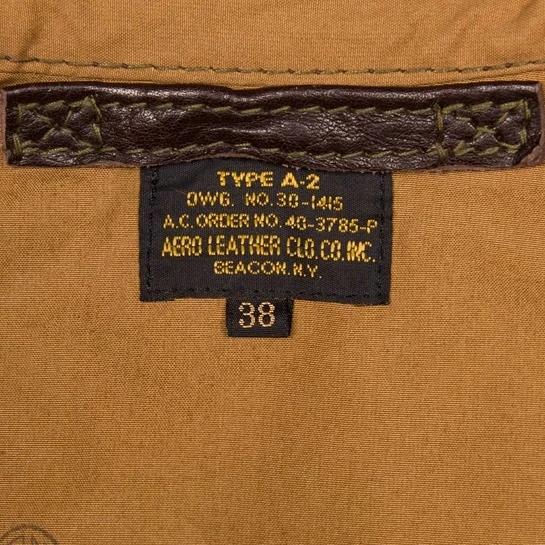 TYPE A-2
DWG. NO. 30-1415
A.C. ORDER NO. 40-3785-P
AERO LEATHER CLO. CO. INC.
BEACON. N.Y.
38